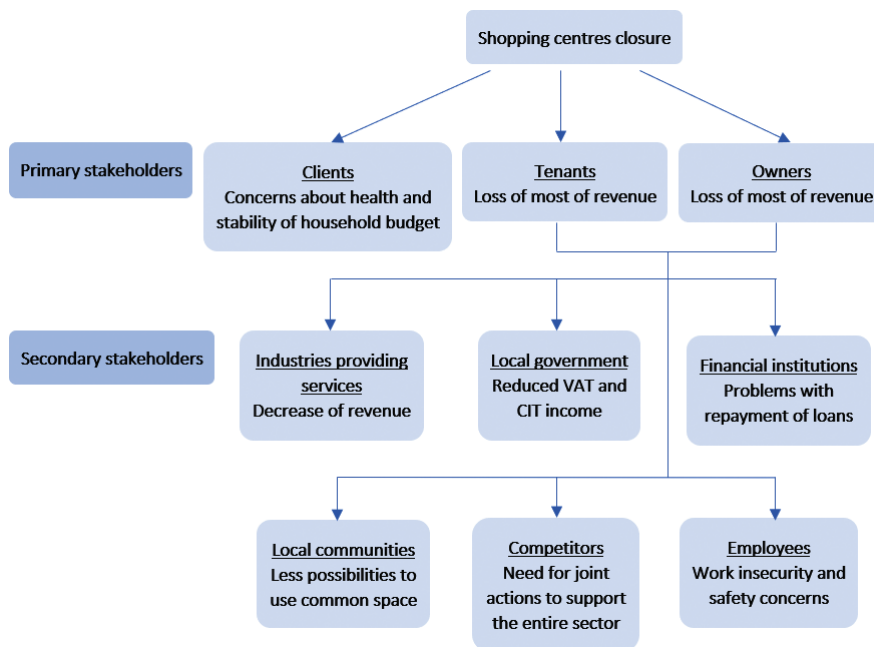 Shopping centres closure
Primary stakeholders
Clients
Concerns about health and
stability of household budget
Tenants
Loss of most of revenue
Owners
Loss of most of revenue
Secondary stakeholders
Industries providing
services
Decrease of revenue
Local government
Reduced VAT and
CIT income
Financial institutions
Problems with
repayment of loans
Local communities
Less possibilities to
use common space
Competitors
Need for joint
actions to support
the entire sector
Employees
Work insecurity and
safety concerns